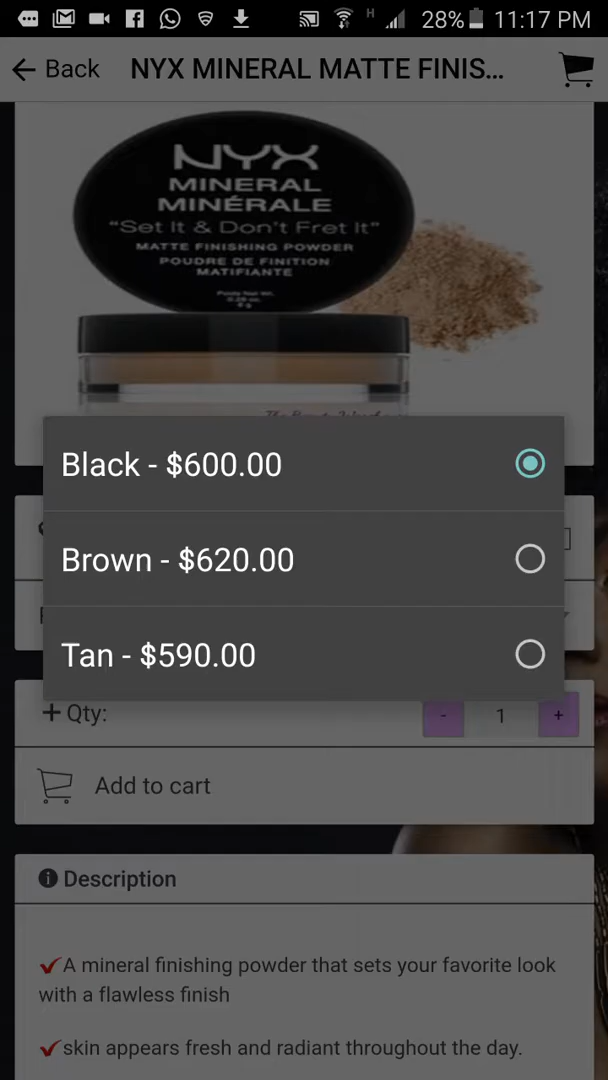 H 28% 11:17 PM
Back NYX MINERAL MATTE FINIS...
NYX
MINERAL
MINÉRALE
"Set It & Don't Fret It"
MATTE FINISHING POWDER
POUDRE DE FINITION
MATIFIANTE
Black - $600.00
Brown - $620.00
Tan - $590.00
Qty: - 1 +
Add to cart
Description
A mineral finishing powder that sets your favorite look
with a flawless finish
skin appears fresh and radiant throughout the day.